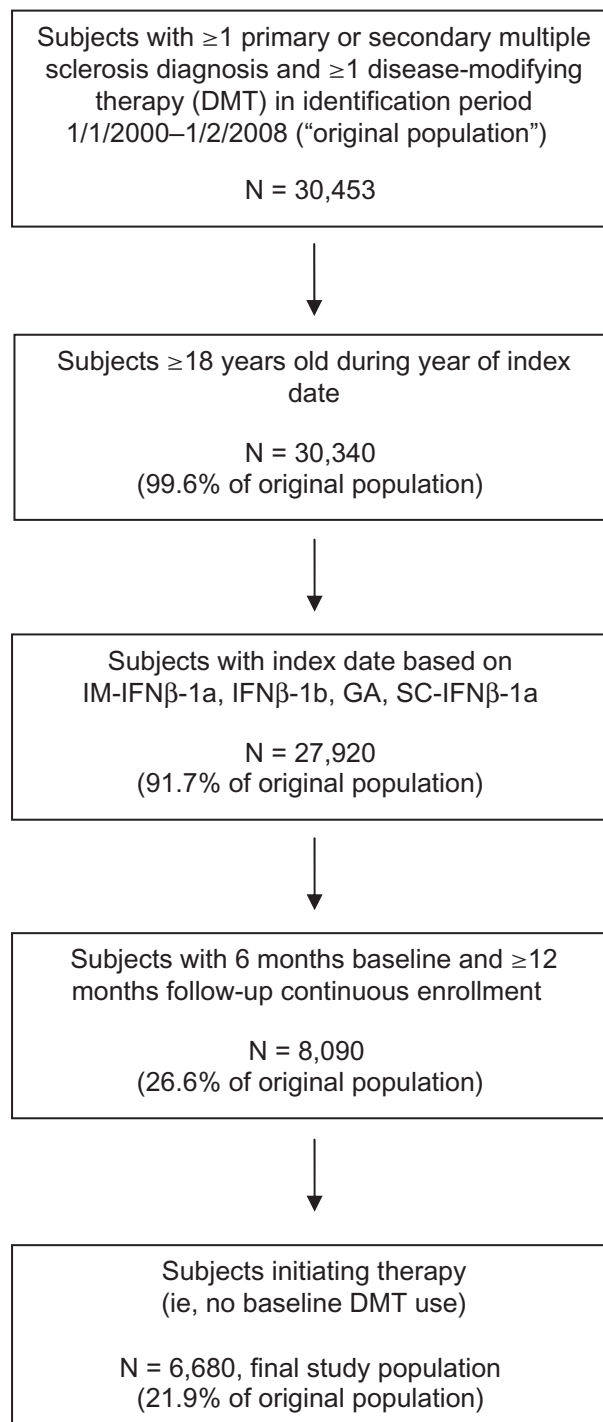 Subjects with ≥1 primary or secondary multiple
sclerosis diagnosis and ≥1 disease-modifying
therapy (DMT) in identification period
1/1/2000–1/2/2008 (“original population”)
N = 30,453
Subjects ≥18 years old during year of index
date
N = 30,340
(99.6% of original population)
Subjects with index date based on
IM-IFNβ-1a, IFNβ-1b, GA, SC-IFNβ-1a
N = 27,920
(91.7% of original population)
Subjects with 6 months baseline and ≥12
months follow-up continuous enrollment
N = 8,090
(26.6% of original population)
Subjects initiating therapy
(ie, no baseline DMT use)
N = 6,680, final study population
(21.9% of original population)